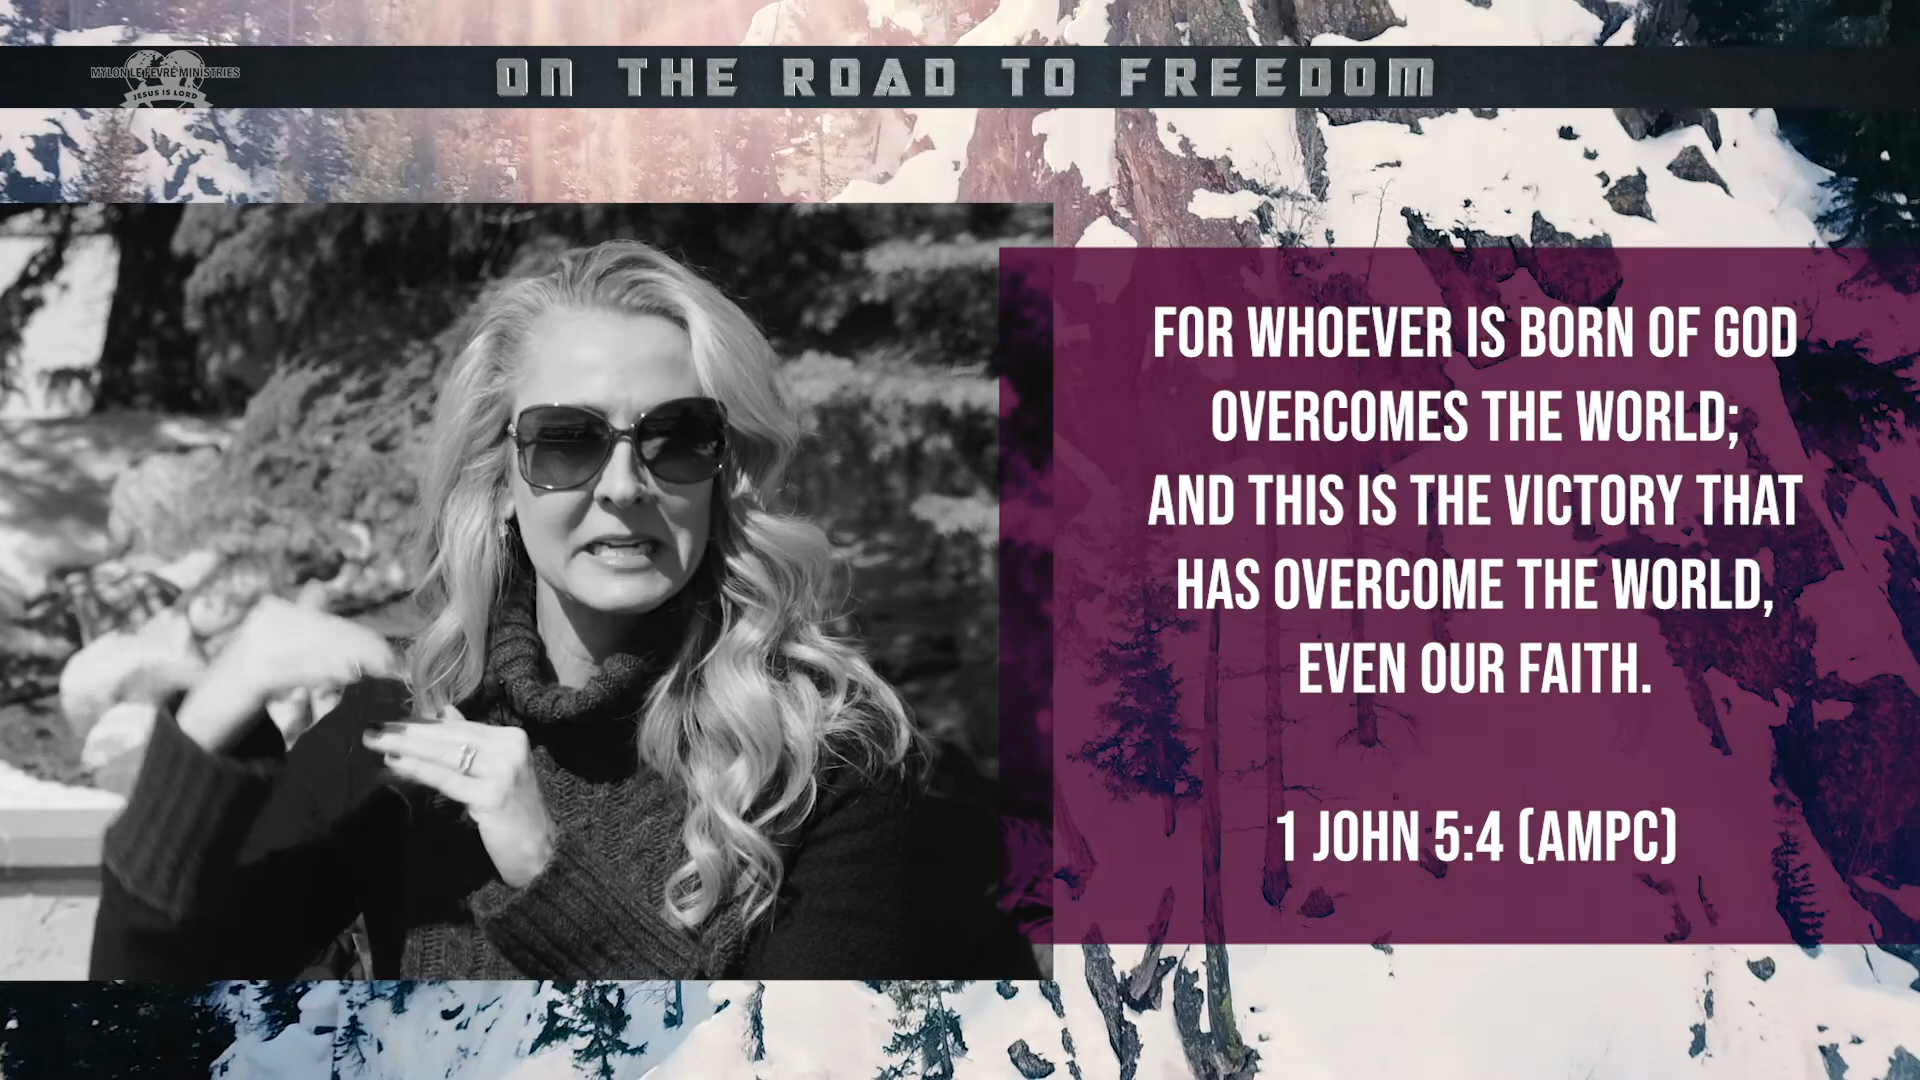 MYLON LE FEVRE MINISTRIES
JESUS IS LORD
ON THE ROAD TO FREEDOM
FOR WHOEVER IS BORN OF GOD
OVERCOMES THE WORLD;
AND THIS IS THE VICTORY THAT
HAS OVERCOME THE WORLD,
EVEN OUR FAITH.
1 JOHN 5:4 (AMPC)